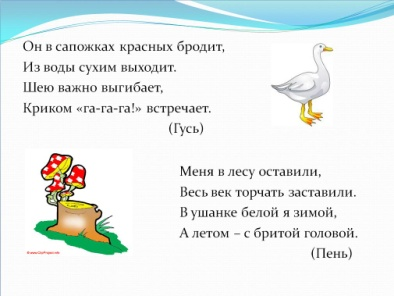 Он в сапожках красных бродит,
Из воды сухим выходит.
Шею важно выгибает,
Криком «га-га-га!» встречает.
(Гусь)
Меня в лесу оставили,
Весь век торчать заставили.
В ушанке белой я зимой,
А летом – с бритой головой.
(Пень)